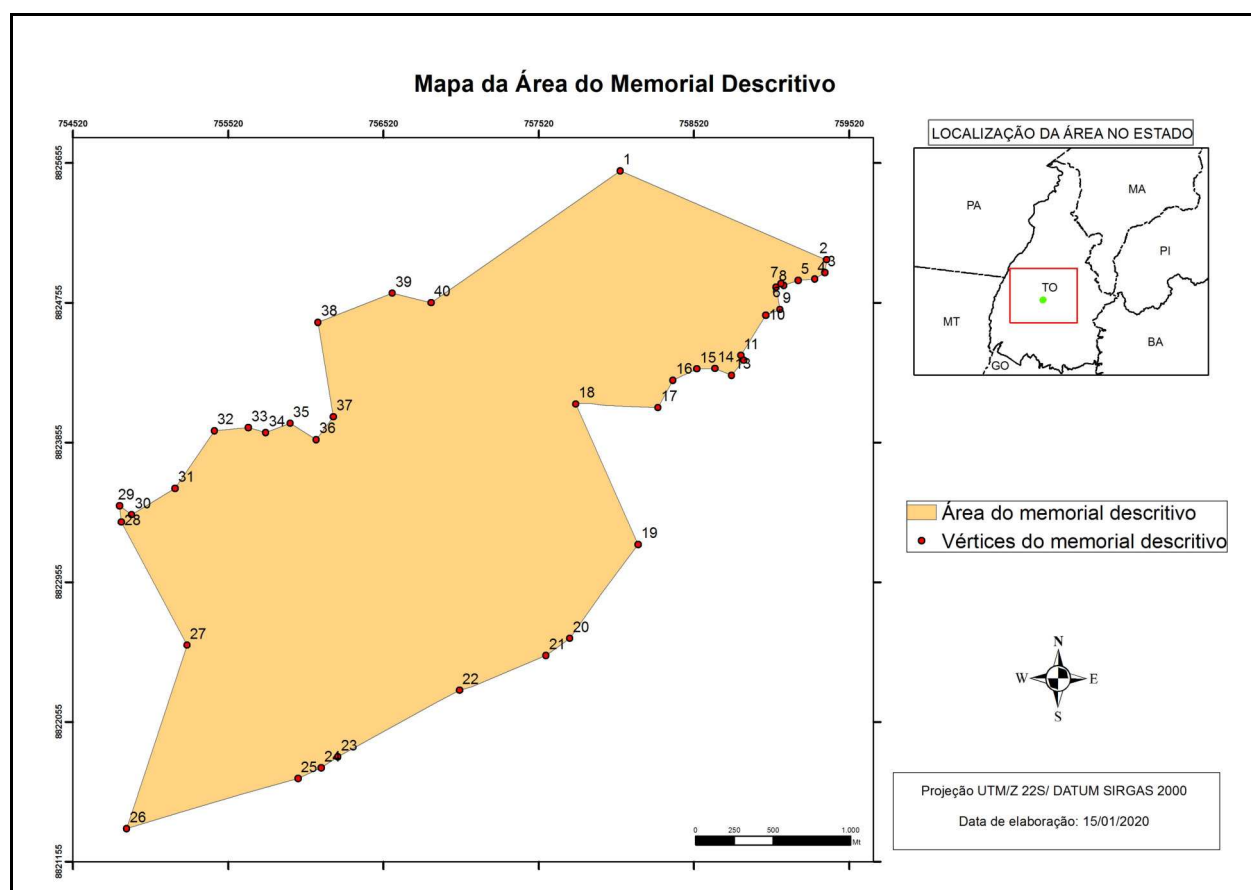 Mapa da Área do Memorial Descritivo
754520 755520 756520 757520 758520 759520
8825655
8824755
8823855
8822955
8822055
8821155
1
2
3
4
5
6
7
8
9
10
11
13
14
15
16
17
18
19
20
21
22
23
24
25
26
27
28
29
30
31
32
33
34
35
36
37
38
39
40
0 250 500 1.000
Mt
LOCALIZAÇÃO DA ÁREA NO ESTADO
PA
MA
PI
TO
MT
BA
GO
Área do memorial descritivo
Vértices do memorial descritivo
N
W E
S
Projeção UTM/Z 22S/ DATUM SIRGAS 2000
Data de elaboração: 15/01/2020